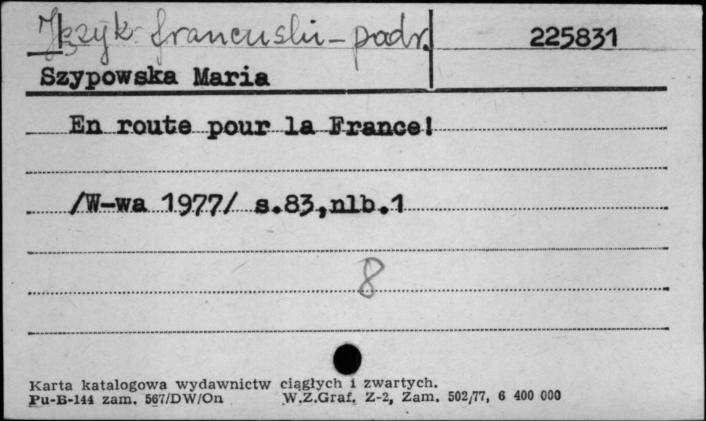 Język francuski - podr. 225831
Szypowska Maria
En route pour la France!
/W-wa 1977/ s.83,nlb.1
8
Karta katalogowa wydawnictw ciągłych i zwartych.
Pu-B-144 zam. 567/DW/On W.Z.Graf. Z-2, Zam. 502/77, 6 400 000